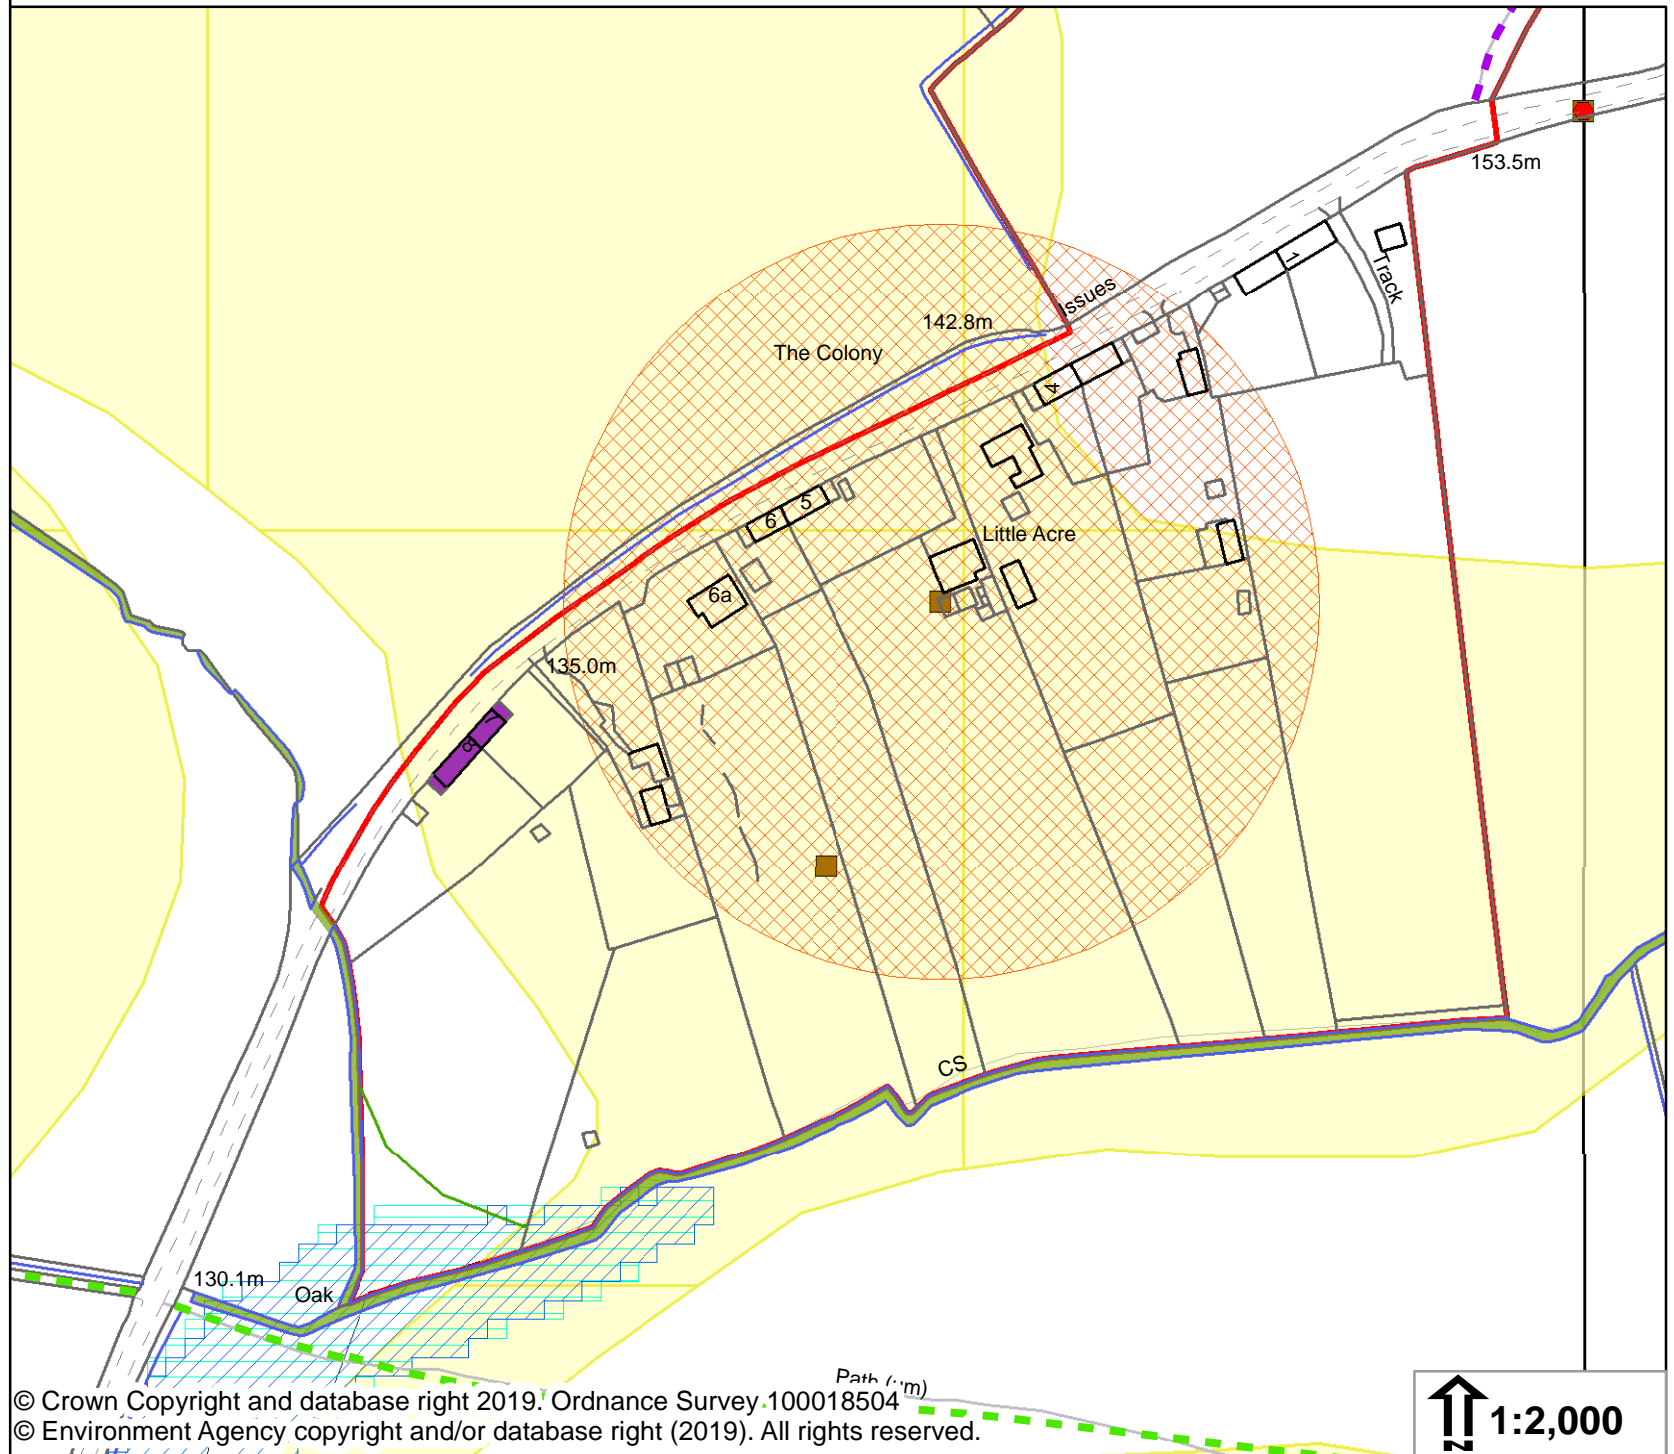 153.5m
1
Track
Issues
142.8m
The Colony
4
5
6
Little Acre
6a
135.0m
7
8
CS
130.1m
Oak
Path (um)
© Crown Copyright and database right 2019. Ordnance Survey 100018504
© Environment Agency copyright and/or database right (2019). All rights reserved.
1:2,000
N